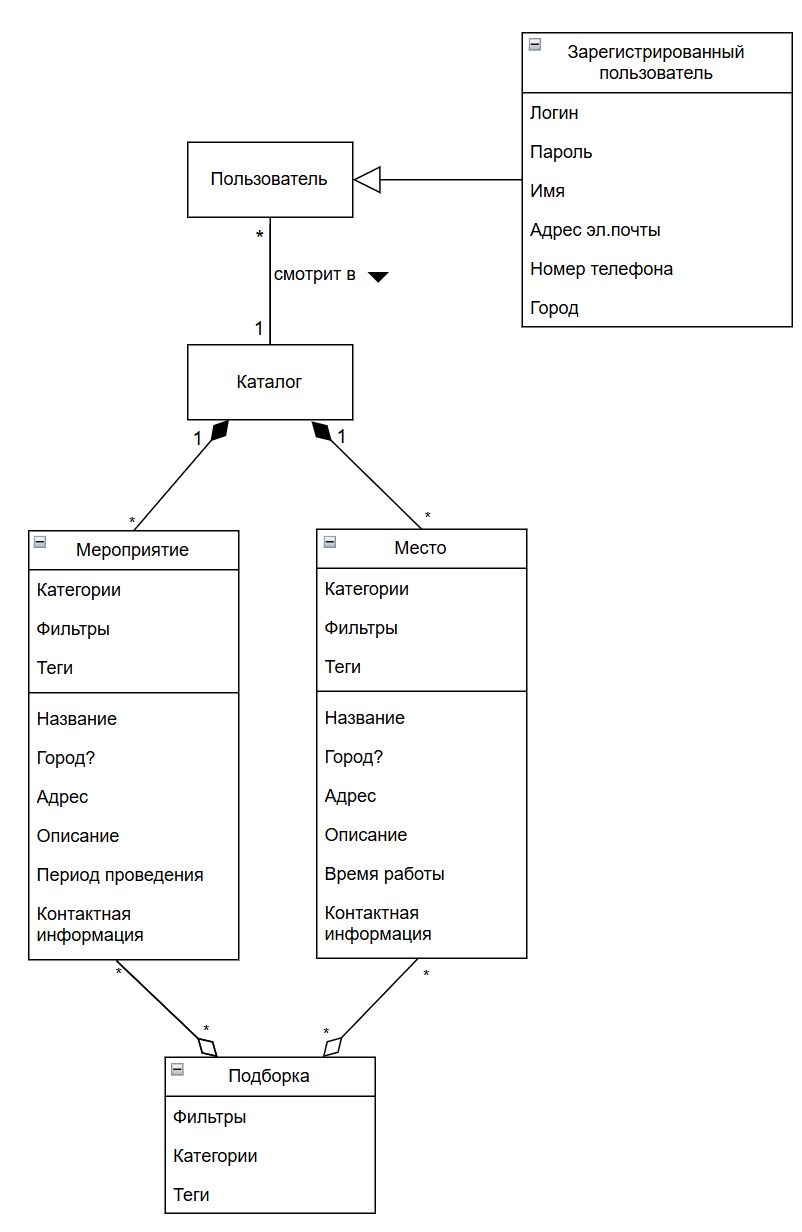 Зарегистрированный
пользователь
Логин
Пароль
Имя
Адрес эл.почты
Номер телефона
Город
Пользователь
*
смотрит в
1
Каталог
1
1
*
*
Мероприятие
Категории
Фильтры
Теги
Название
Город?
Адрес
Описание
Период проведения
Контактная
информация
Место
Категории
Фильтры
Теги
Название
Город?
Адрес
Описание
Время работы
Контактная
информация
*
*
*
*
Подборка
Фильтры
Категории
Теги